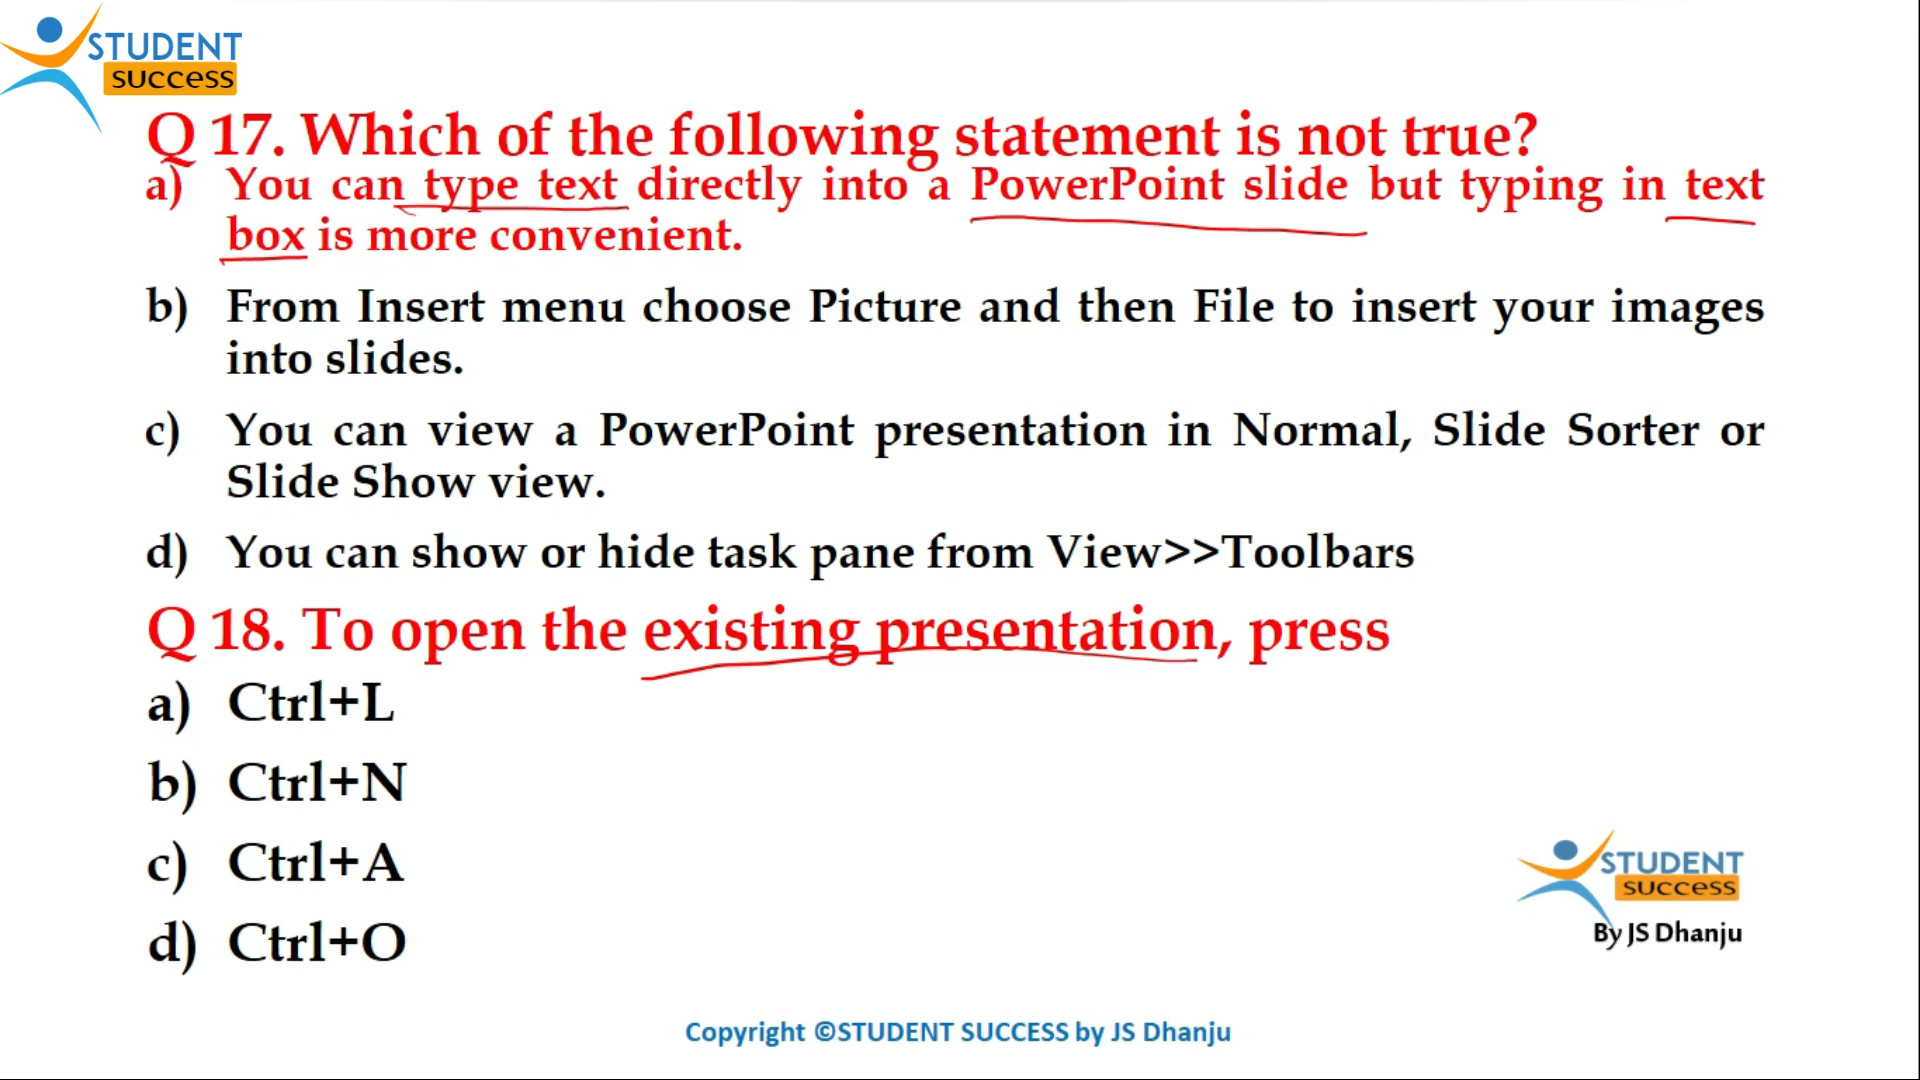 STUDENT
success
Q 17. Which of the following statement is not true?
a) You can type text directly into a PowerPoint slide but typing in text
box is more convenient.
b) From Insert menu choose Picture and then File to insert your images
into slides.
c) You can view a PowerPoint presentation in Normal, Slide Sorter or
Slide Show view.
d) You can show or hide task pane from View>>Toolbars
Q 18. To open the existing presentation, press
a) Ctrl+L
b) Ctrl+N
c) Ctrl+A
d) Ctrl+O
STUDENT
success
By JS Dhanju
Copyright ©STUDENT SUCCESS by JS Dhanju